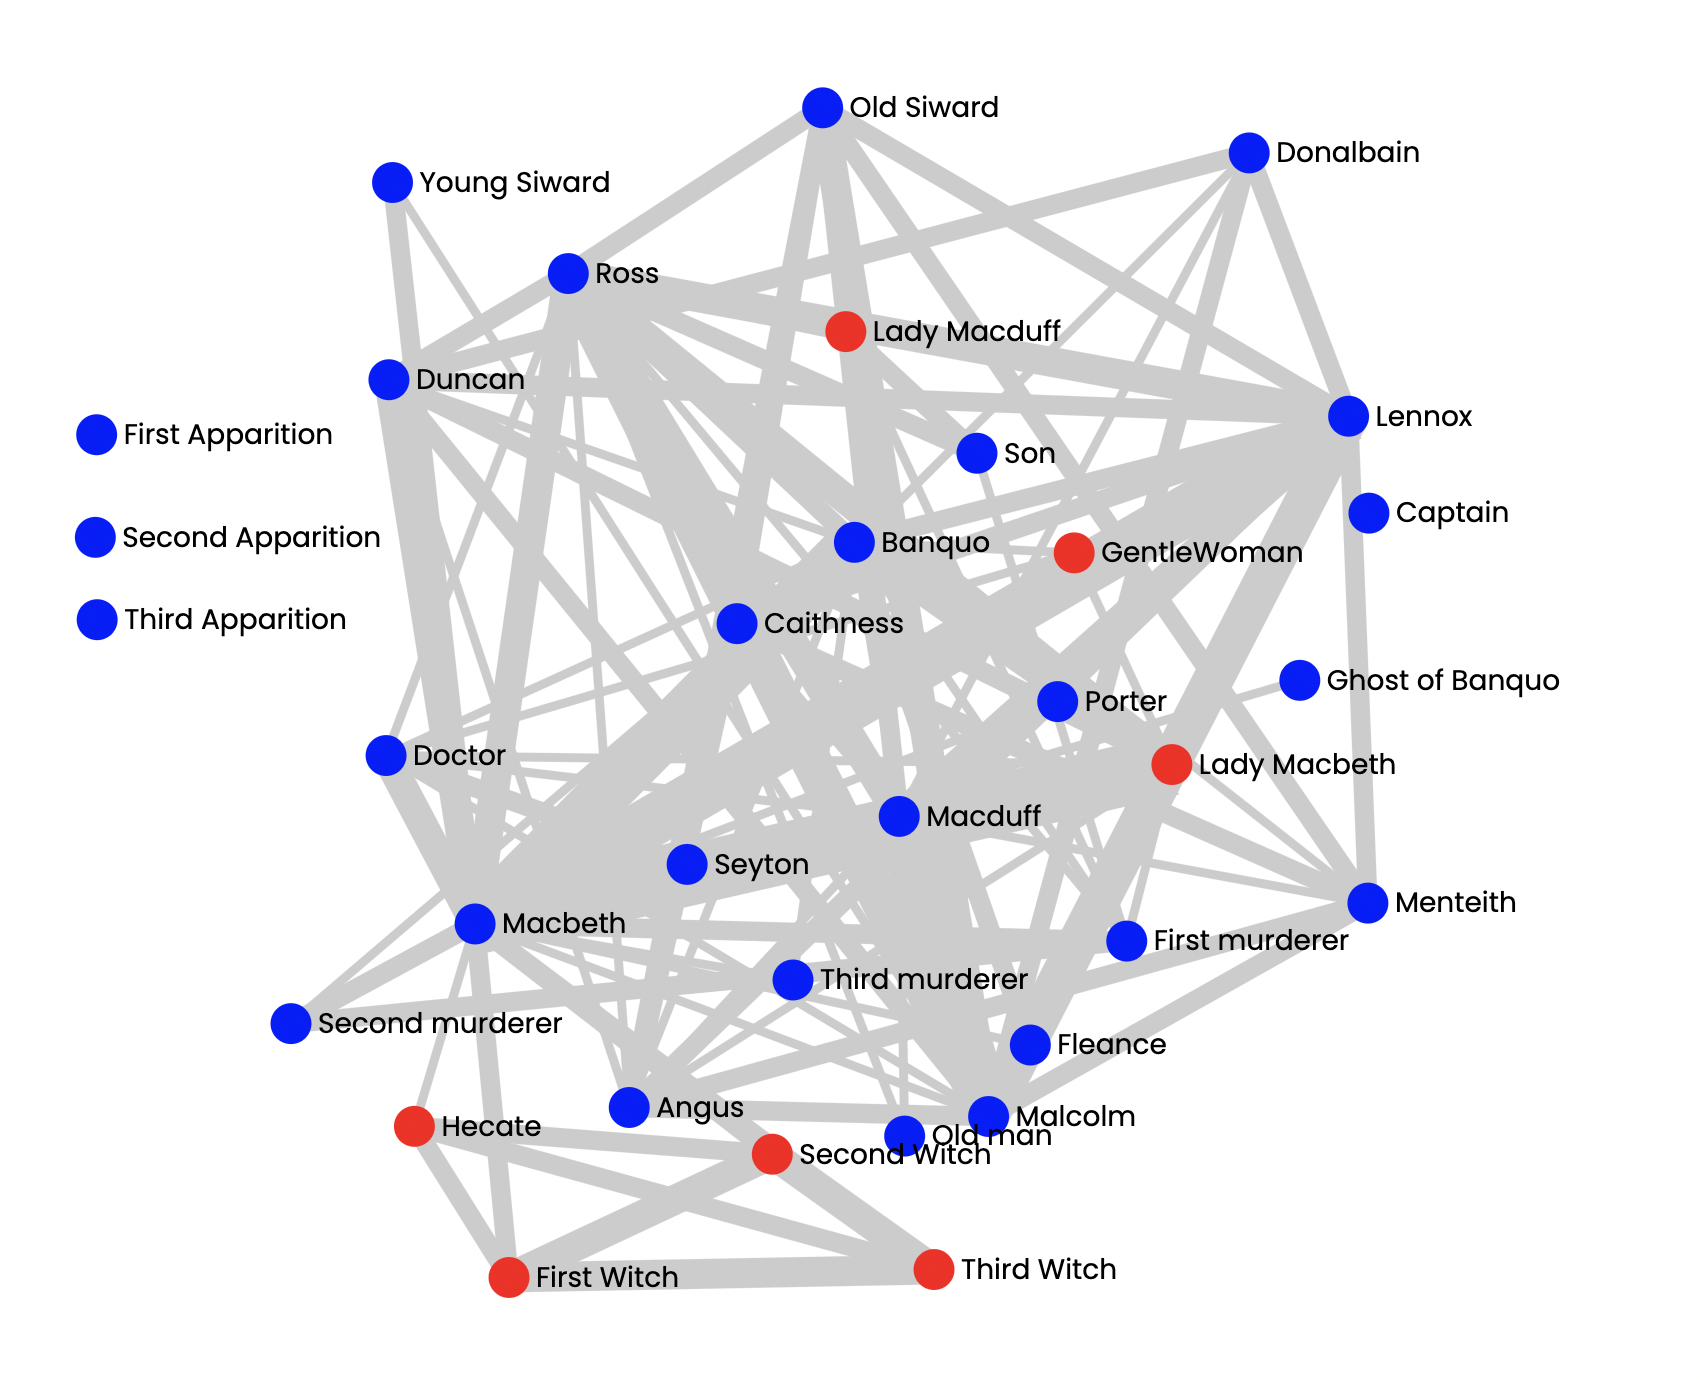 Old Siward
Donalbain
Young Siward
Ross
Lady Macduff
Duncan
Lennox
First Apparition
Son
Captain
Second Apparition
Banquo
GentleWoman
Third Apparition
Caithness
Ghost of Banquo
Porter
Doctor
Lady Macbeth
Macduff
Seyton
Menteith
Macbeth
First murderer
Third murderer
Second murderer
Fleance
Angus
Malcolm
Hecate
Old man
Second Witch
Third Witch
First Witch